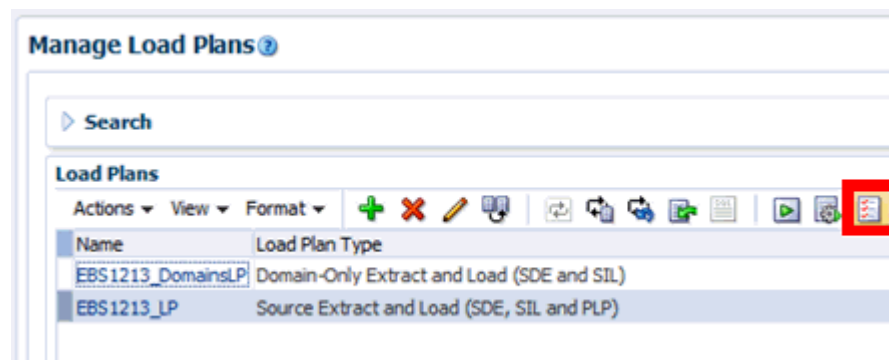 Manage Load Plans
Search
Load Plans
Actions View Format
Name Load Plan Type
EBS1213_DomainsLP Domain-Only Extract and Load (SDE and SIL)
EBS1213_LP Source Extract and Load (SDE, SIL and PLP)